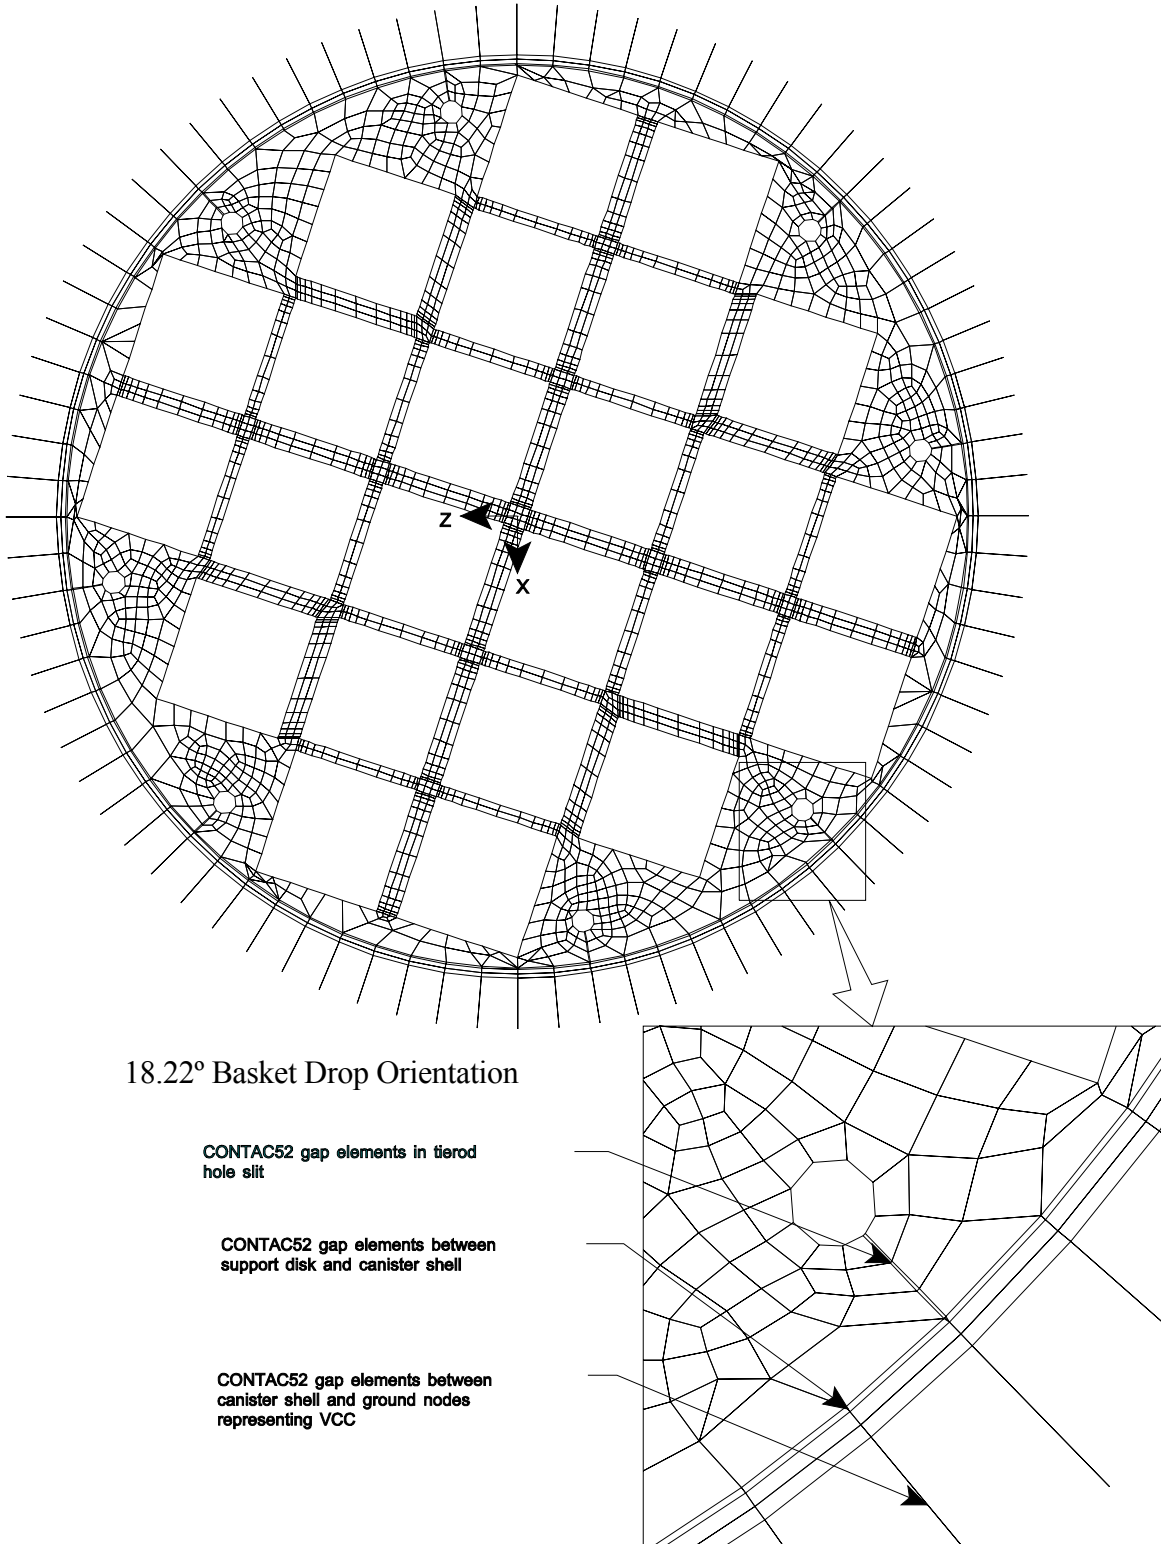 Z
X
18.22º Basket Drop Orientation
CONTAC52 gap elements in tierod
hole slit
CONTAC52 gap elements between
support disk and canister shell
CONTAC52 gap elements between
canister shell and ground nodes
representing VCC